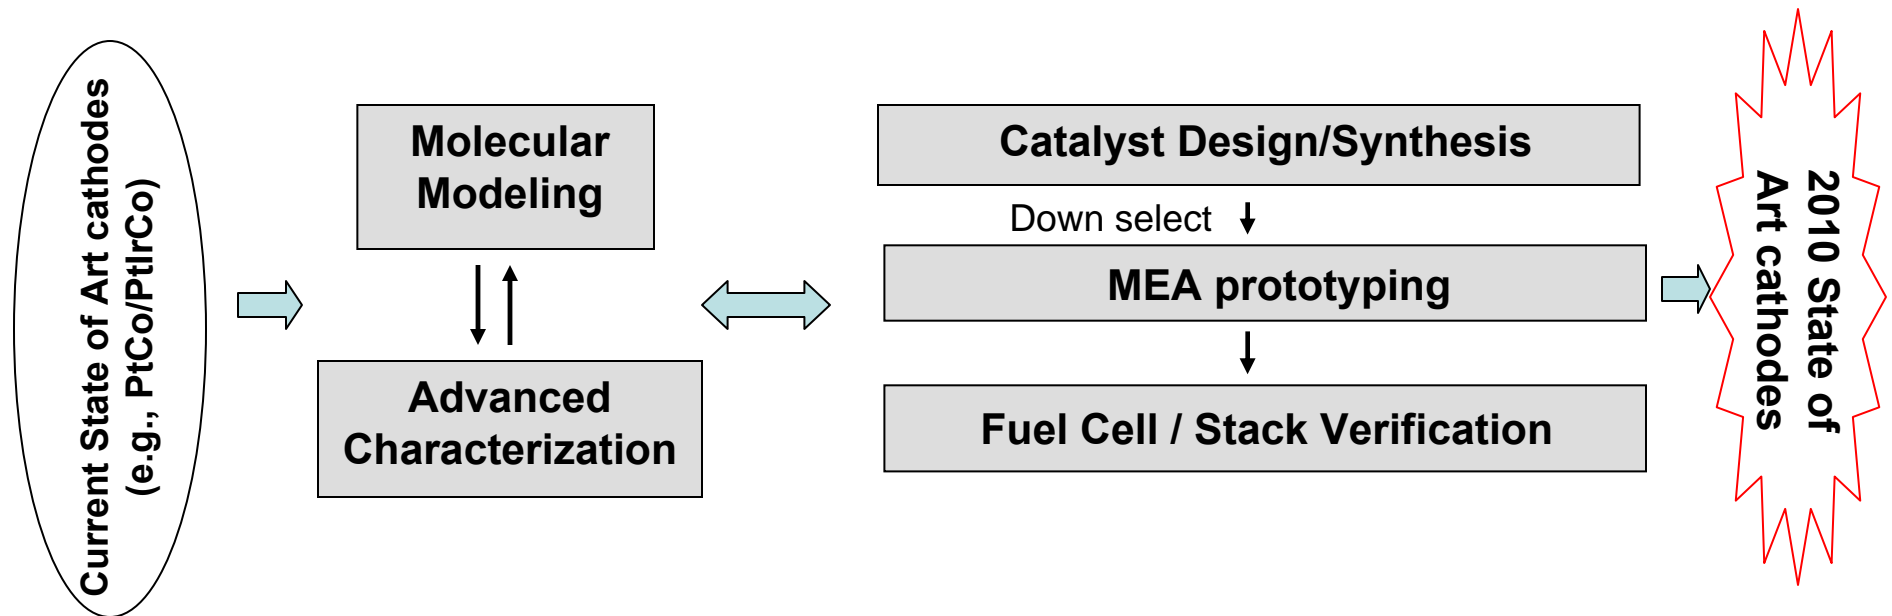 Current State of Art cathodes
(e.g., PtCo/PtIrCo)
Molecular
Modeling
Advanced
Characterization
Catalyst Design/Synthesis
Down select
MEA prototyping
Fuel Cell / Stack Verification
2010 State of
Art cathodes